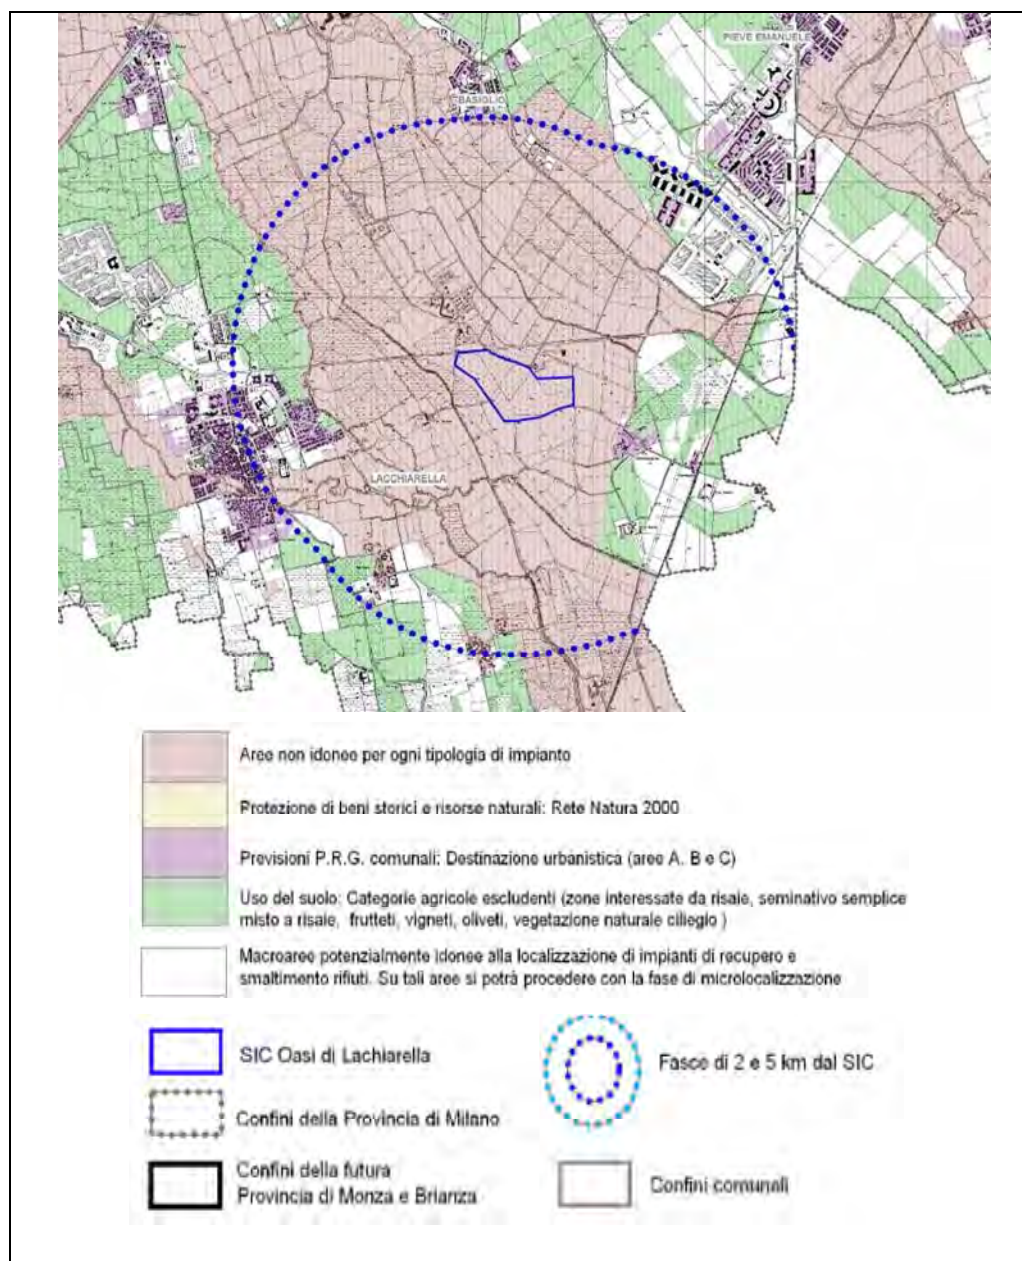 PIEVE EMANUELE
BASIGLIO
LACCHIARELLA
Aree non idonee per ogni tipologia di impianto
Protezione di beni storici e risorse naturali: Rete Natura 2000
Previsioni P.R.G. comunali: Destinazione urbanistica (aree A. B e C)
Uso del suolo: Categorie agricole escludenti (zone interessate da risaie, seminativo semplice
misto a risaie, frutteti, vigneti, oliveti, vegetazione naturale ciliegio )
Macroaree potenzialmente idonee alla localizzazione di impianti di recupero e
smaltimento rifiuti. Su tali aree si potrà procedere con la fase di microlocalizzazione
SIC Oasi di Lachiarella
Fasce di 2 e 5 km dal SIC
Confini della Provincia di Milano
Confini della futura
Provincia di Monza e Brianza
Confini comunali